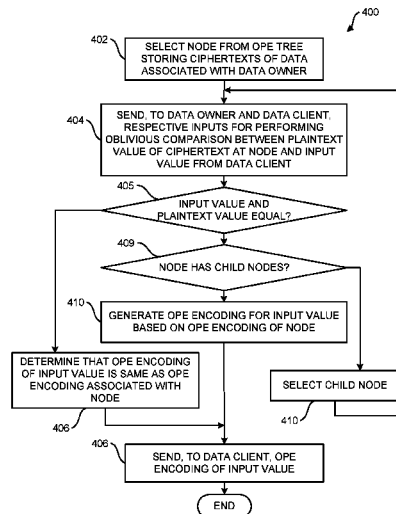 400
402
SELECT NODE FROM OPE TREE
STORING CIPHERTEXTS OF DATA
ASSOCIATED WITH DATA OWNER
404
SEND, TO DATA OWNER AND DATA CLIENT,
RESPECTIVE INPUTS FOR PERFORMING
OBLIVIOUS COMPARISON BETWEEN PLAINTEXT
VALUE OF CIPHERTEXT AT NODE AND INPUT
VALUE FROM DATA CLIENT
405
INPUT VALUE AND
PLAINTEXT VALUE EQUAL?
409
NODE HAS CHILD NODES?
410
GENERATE OPE ENCODING FOR INPUT VALUE
BASED ON OPE ENCODING OF NODE
DETERMINE THAT OPE ENCODING
OF INPUT VALUE IS SAME AS OPE
ENCODING ASSOCIATED WITH
NODE
406
SELECT CHILD NODE
410
406
SEND, TO DATA CLIENT, OPE
ENCODING OF INPUT VALUE
END